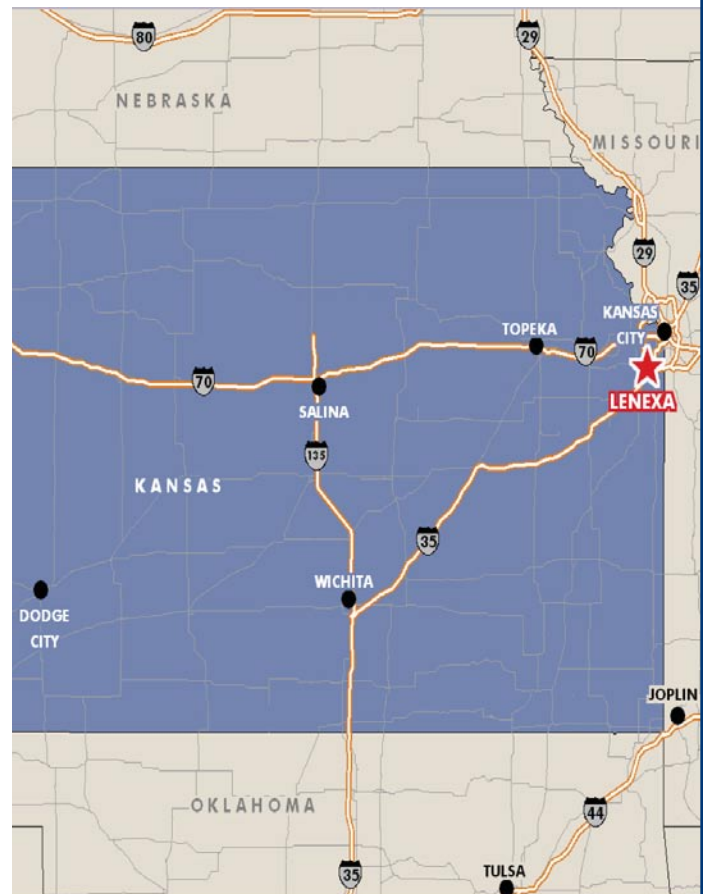 80
29
NEBRASKA
MISSOURI
29
35
KANSAS
CITY
TOPEKA
70
70
SALINA
LENEXA
135
KANSAS
35
WICHITA
DODGE
CITY
JOPLIN
OKLAHOMA
44
35
TULSA